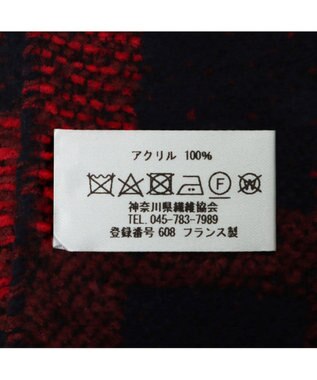 アクリル 100%
F W
神奈川県繊維協会
TEL. 045-783-7989
登録番号 608 フランス製